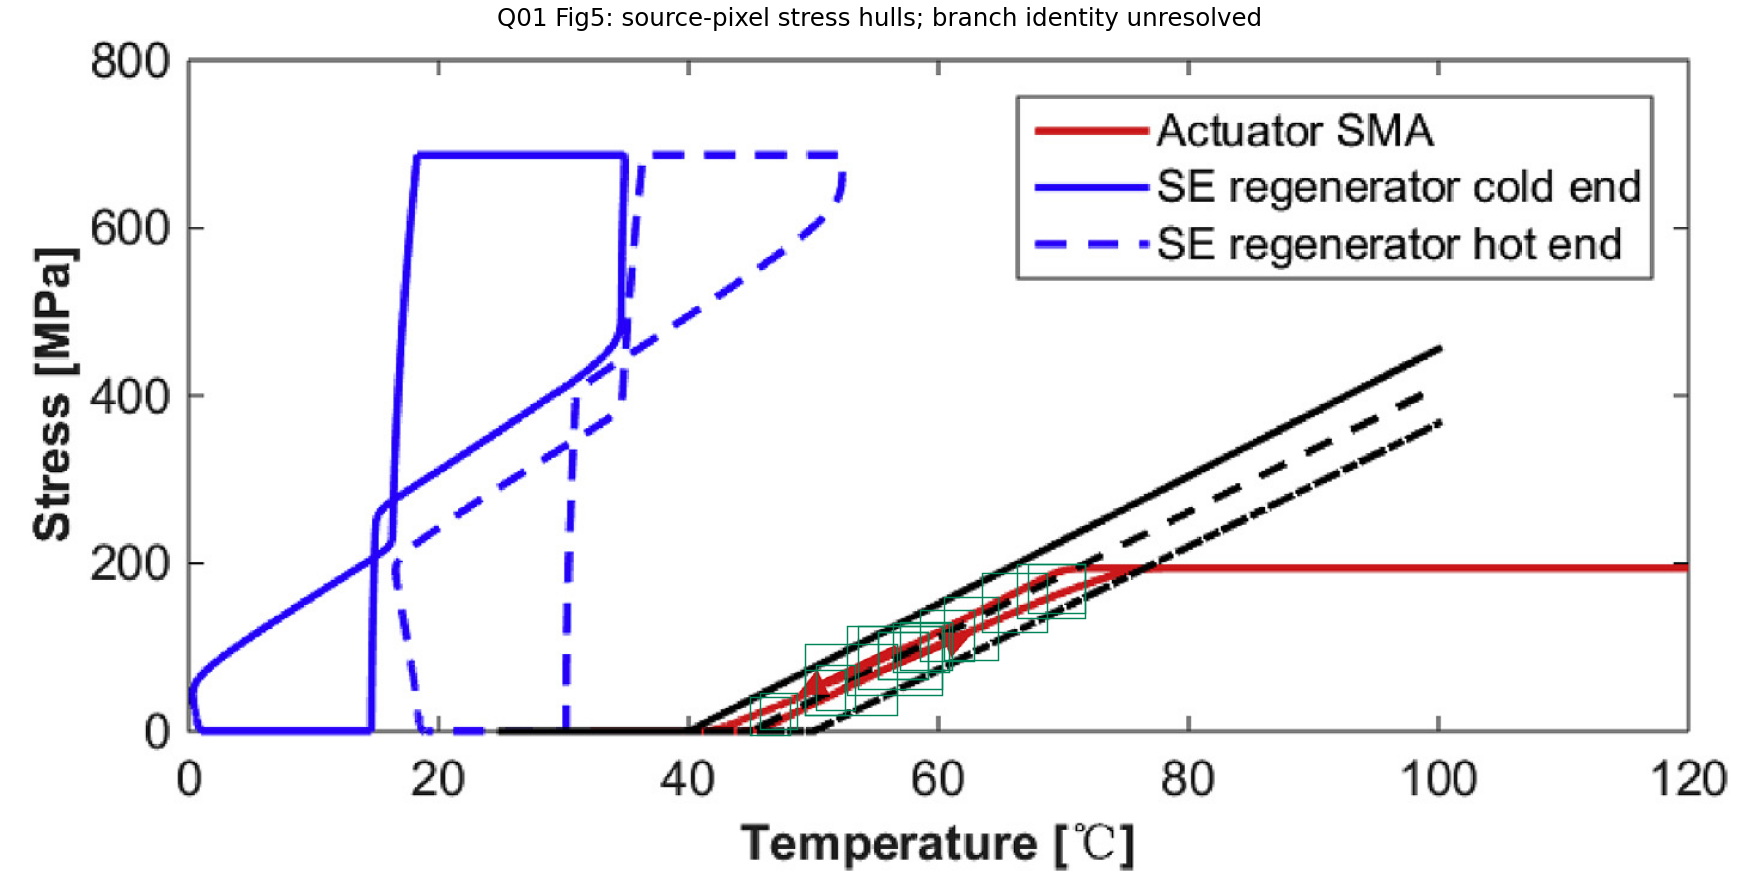 Q01 Fig5: source-pixel stress hulls; branch identity unresolved
800
600
400
200
0
Stress [MPa]
Actuator SMA
SE regenerator cold end
SE regenerator hot end
0 20 40 60 80 100 120
Temperature [℃]